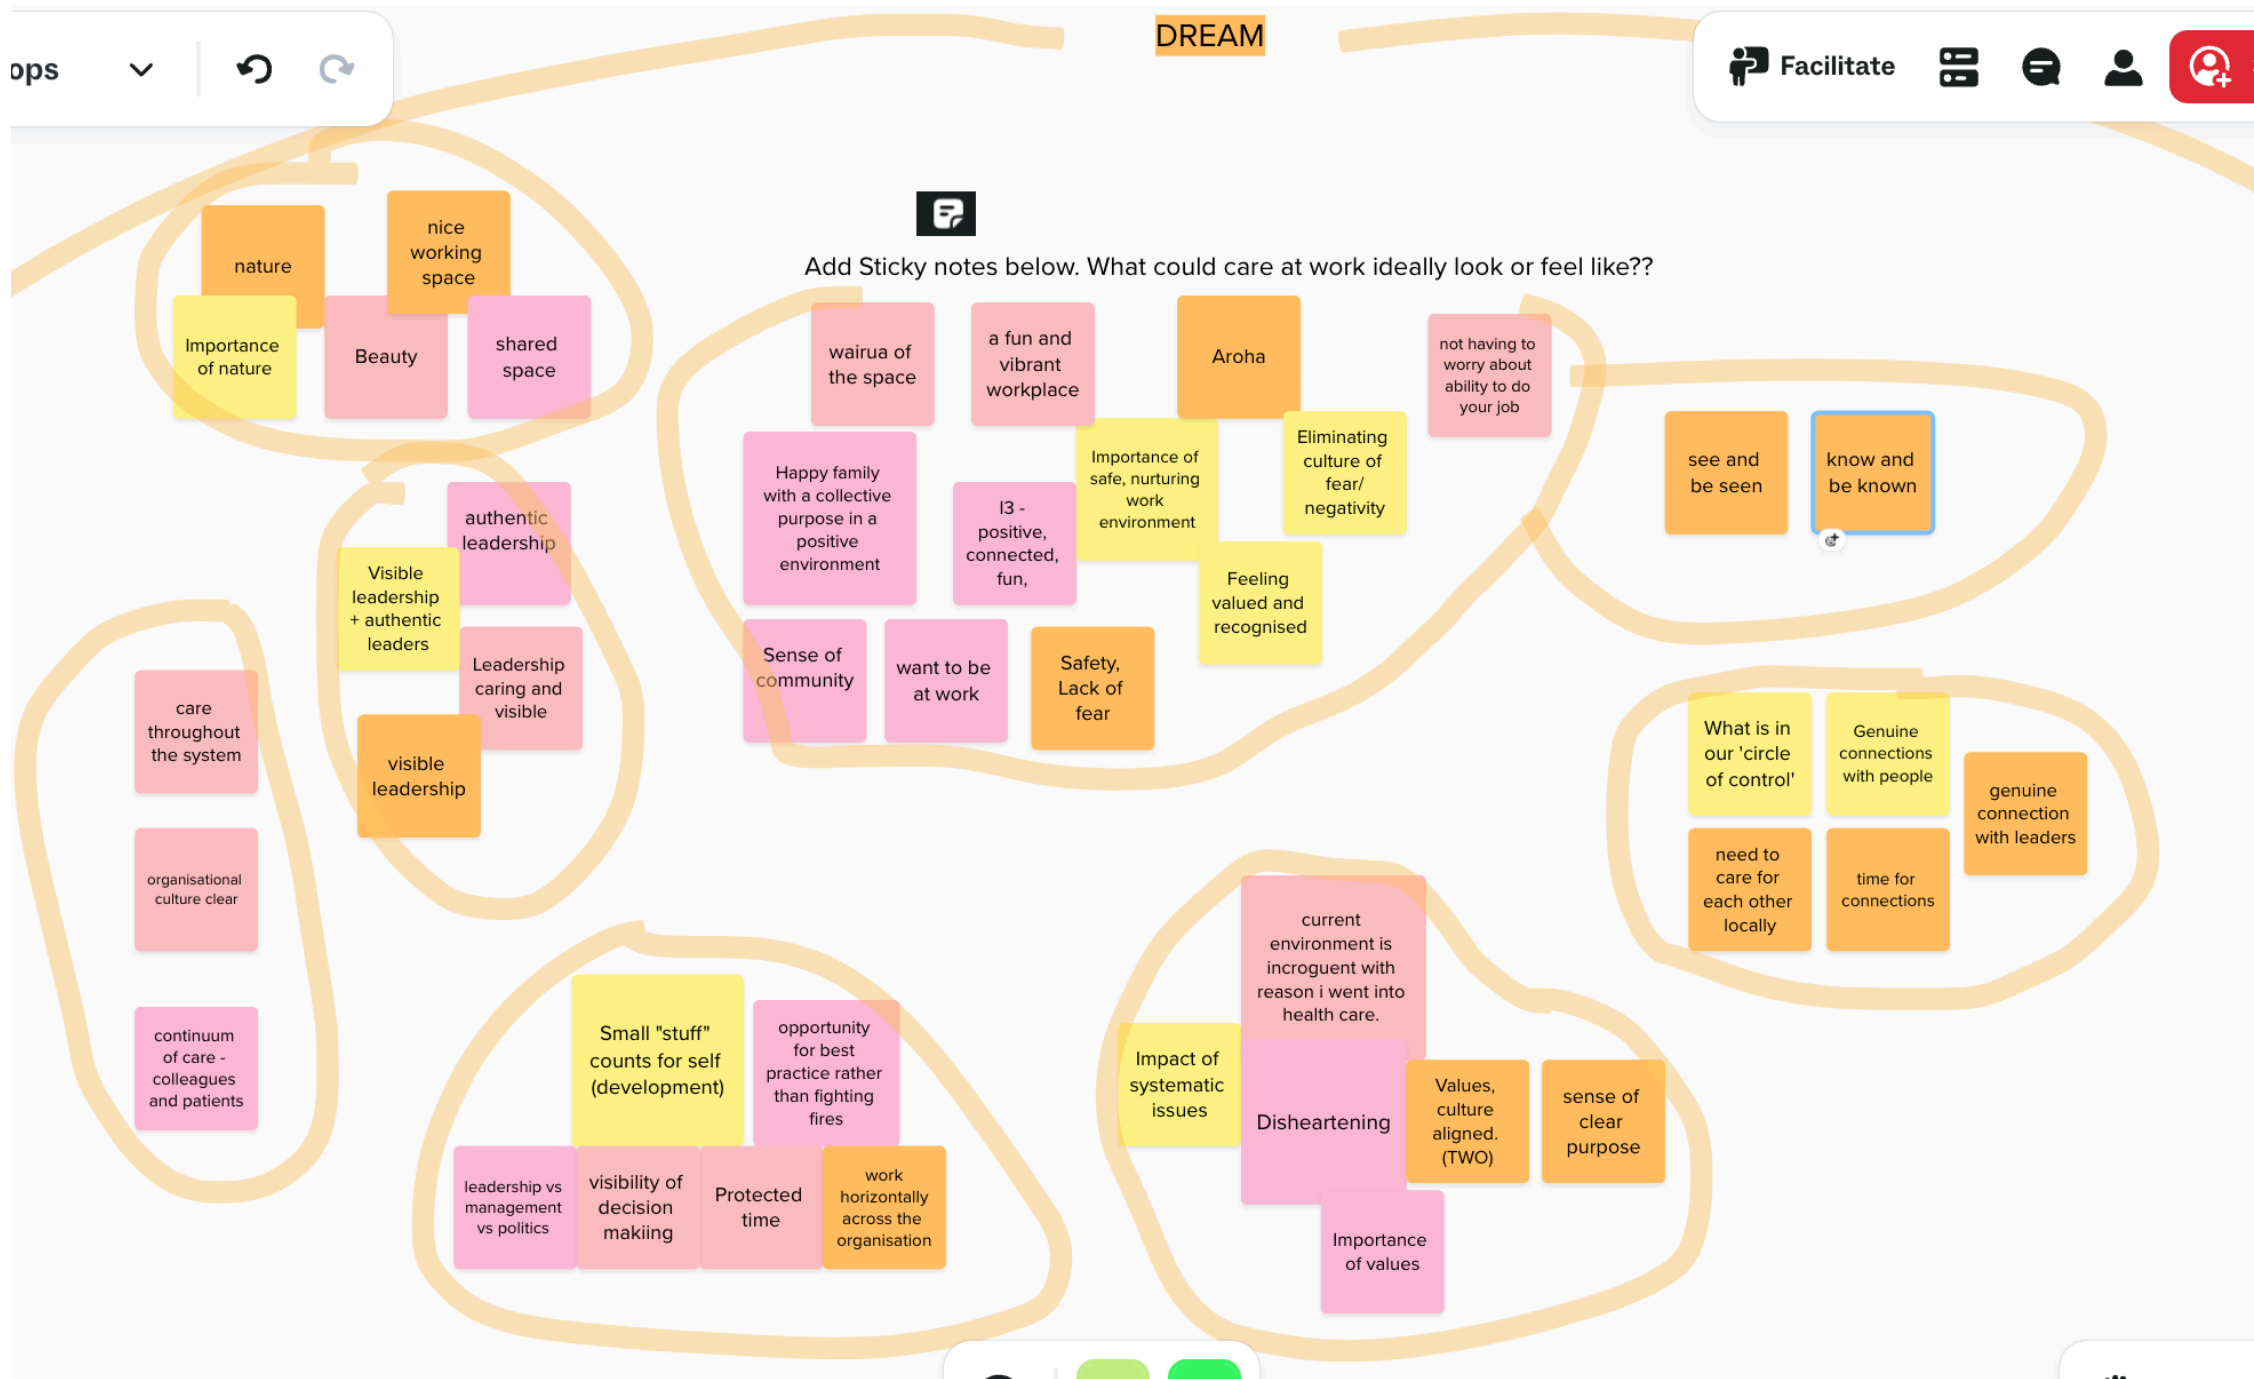 DREAM
ops
Facilitate
Add Sticky notes below. What could care at work ideally look or feel like??
nature
nice
working
space
Importance
of nature
Beauty
shared
space
authentic
leadership
Visible
leadership
+ authentic
leaders
Leadership
caring and
visible
visible
leadership
care
throughout
the system
organisational
culture clear
continuum
of care -
colleagues
and patients
wairua of
the space
a fun and
vibrant
workplace
Aroha
not having to
worry about
ability to do
your job
Happy family
with a collective
purpose in a
positive
environment
I3 -
positive,
connected,
fun,
Importance of
safe, nurturing
work
environment
Eliminating
culture of
fear/
negativity
Feeling
valued and
recognised
Sense of
community
want to be
at work
Safety,
Lack of
fear
see and
be seen
know and
be known
What is in
our 'circle
of control'
Genuine
connections
with people
genuine
connection
with leaders
need to
care for
each other
locally
time for
connections
Small "stuff"
counts for self
(development)
opportunity
for best
practice rather
than fighting
fires
leadership vs
management
vs politics
visibility of
decision
makiing
Protected
time
work
horizontally
across the
organisation
current
environment is
incroguent with
reason i went into
health care.
Impact of
systematic
issues
Disheartening
Values,
culture
aligned.
(TWO)
sense of
clear
purpose
Importance
of values